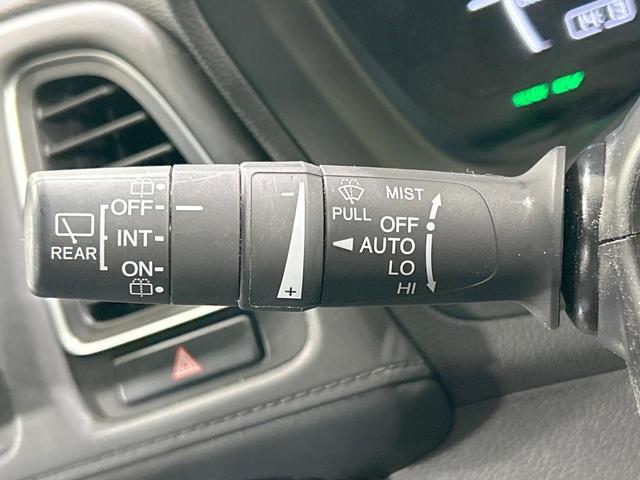 OFF
INT
ON
REAR
-
+
MIST
PULL
OFF
AUTO
LO
HI